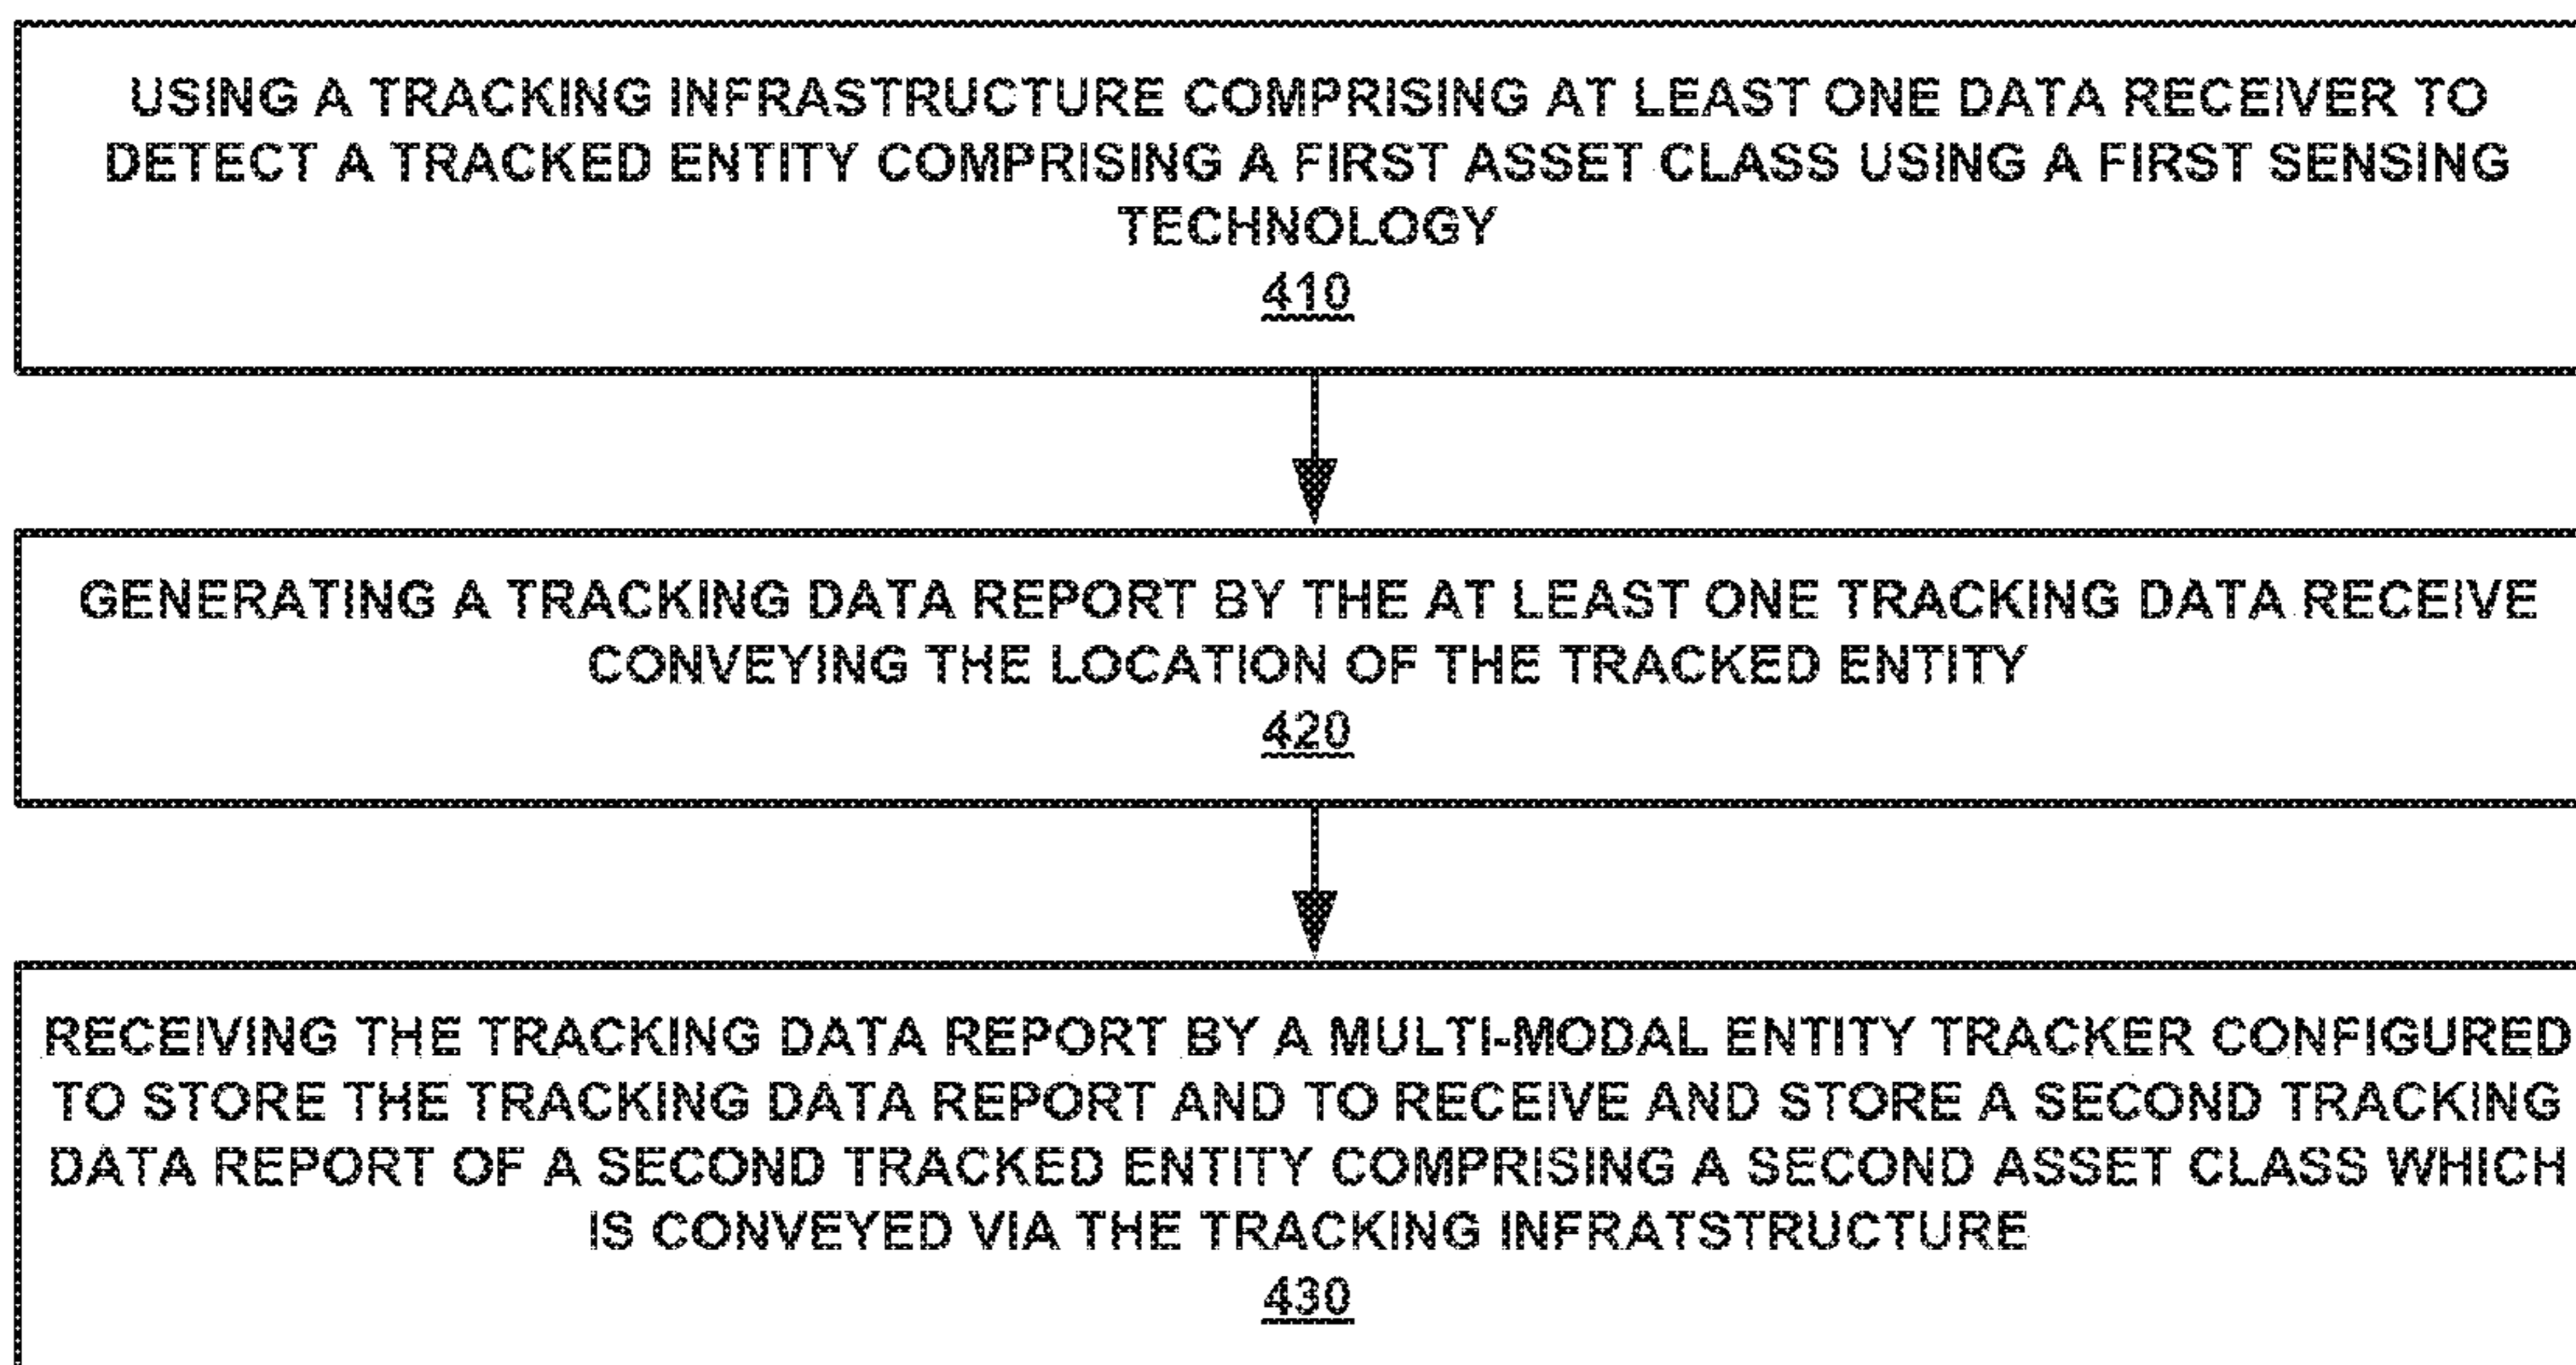 USING A TRACKING INFRASTRUCTURE COMPRISING AT LEAST ONE DATA RECEIVER TO
DETECT A TRACKED ENTITY COMPRISING A FIRST ASSET CLASS USING A FIRST SENSING
TECHNOLOGY
410
GENERATING A TRACKING DATA REPORT BY THE AT LEAST ONE TRACKING DATA RECEIVE
CONVEYING THE LOCATION OF THE TRACKED ENTITY
420
RECEIVING THE TRACKING DATA REPORT BY A MULTI-MODAL ENTITY TRACKER CONFIGURED
TO STORE THE TRACKING DATA REPORT AND TO RECEIVE AND STORE A SECOND TRACKING
DATA REPORT OF A SECOND TRACKED ENTITY COMPRISING A SECOND ASSET CLASS WHICH
IS CONVEYED VIA THE TRACKING INFRATSTRUCTURE
430